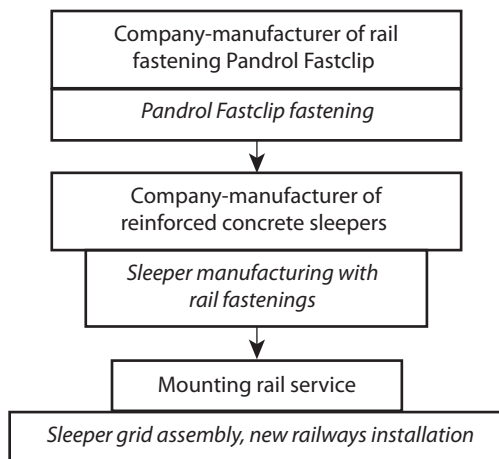 Company-manufacturer of rail
fastening Pandrol Fastclip
Pandrol Fastclip fastening
Company-manufacturer of
reinforced concrete sleepers
Sleeper manufacturing with
rail fastenings
Mounting rail service
Sleeper grid assembly, new railways installation